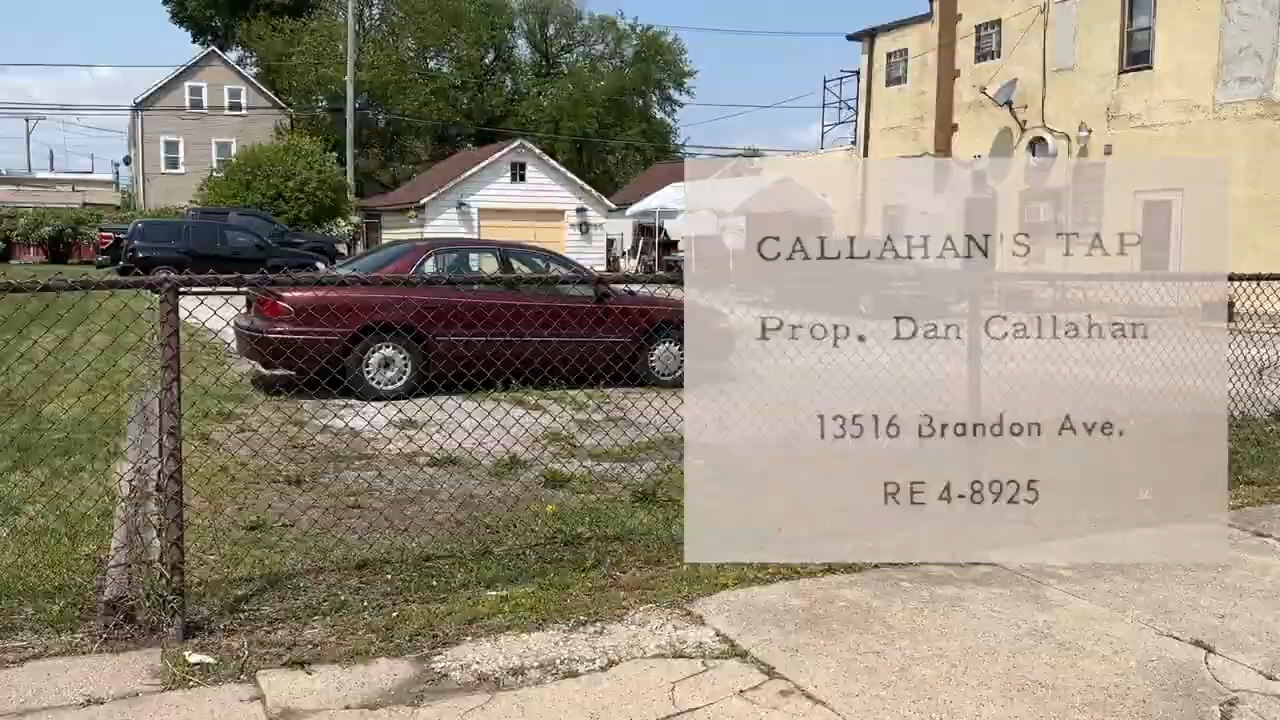 CALLAHAN'S TAP
Prop. Dan Callahan
13516 Brandon Ave.
RE 4-8925